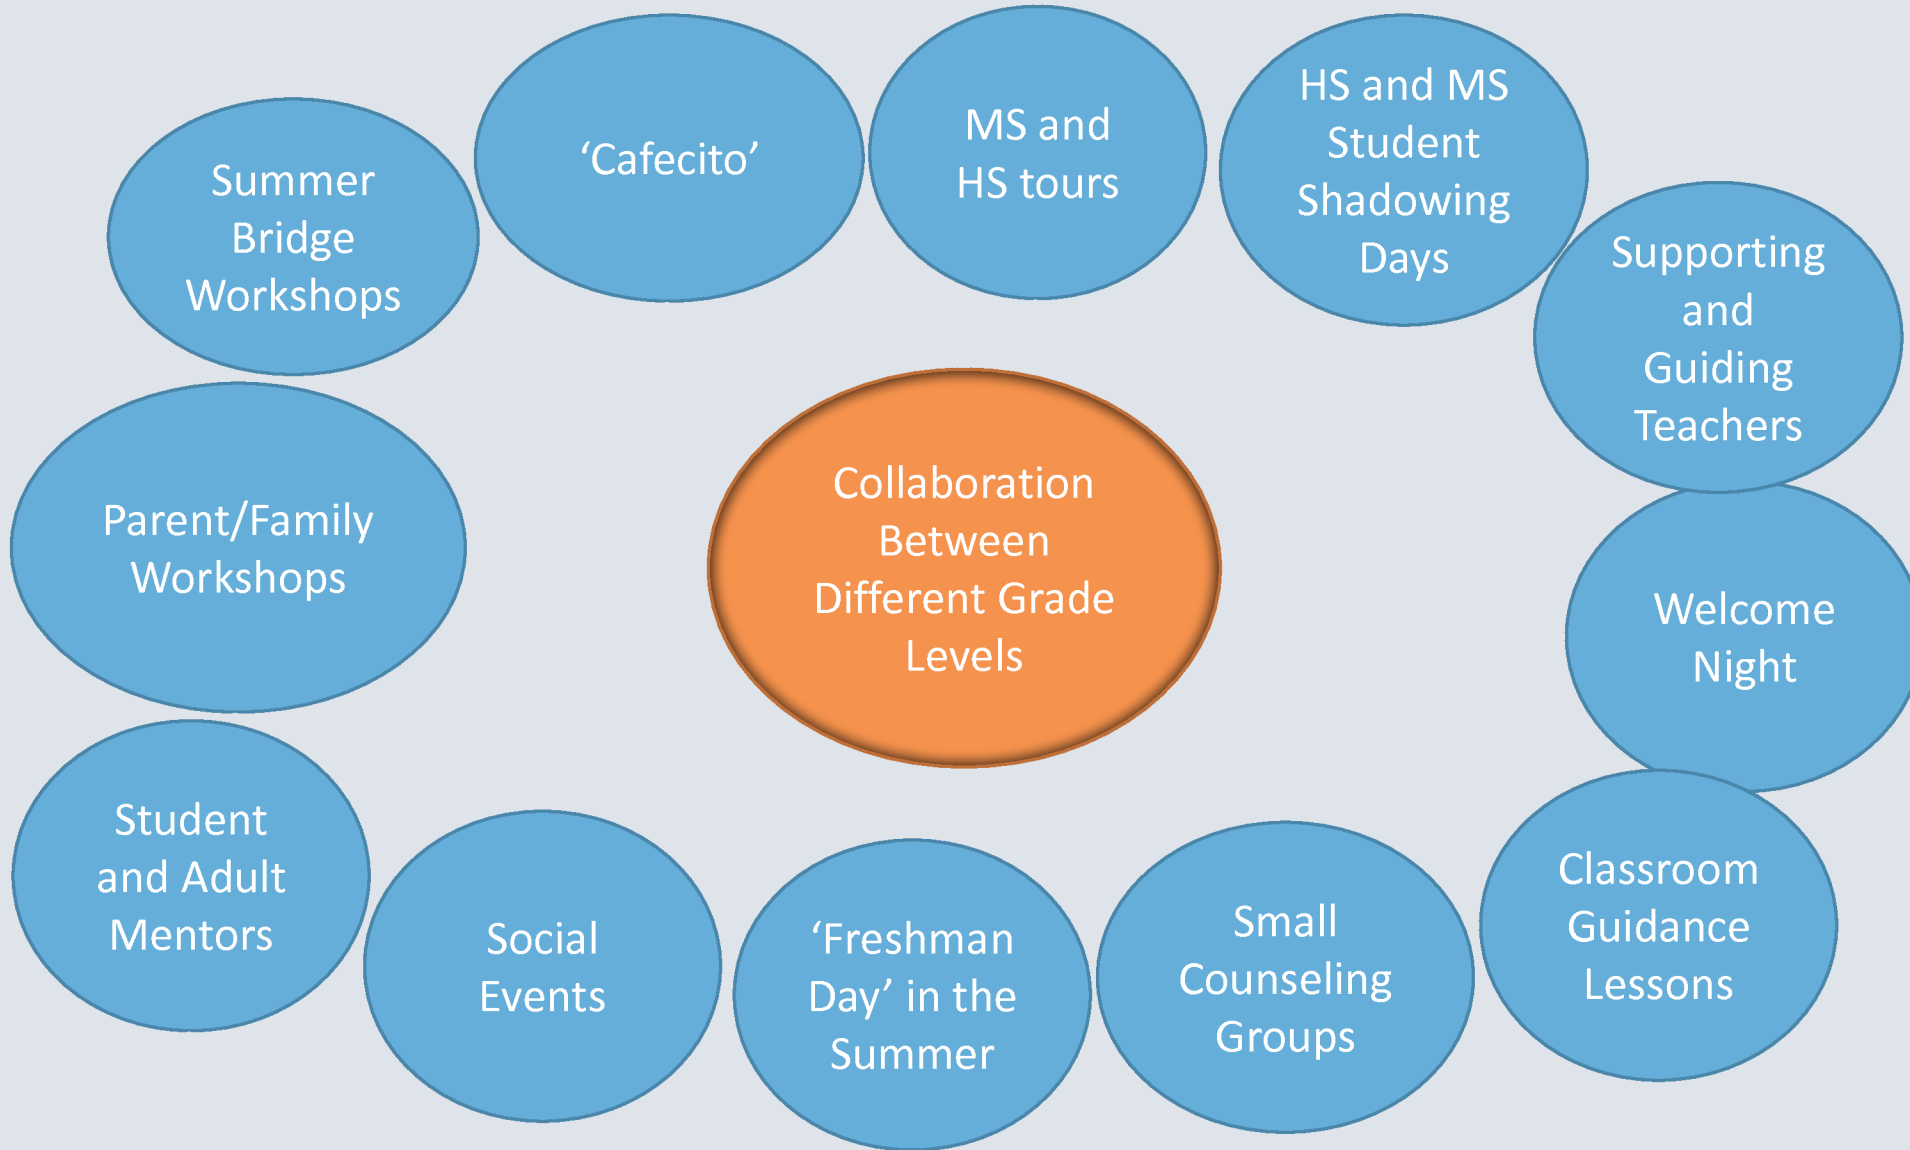 Summer
Bridge
Workshops
‘Cafecito’
MS and
HS tours
HS and MS
Student
Shadowing
Days
Supporting
and
Guiding
Teachers
Welcome
Night
Classroom
Guidance
Lessons
Small
Counseling
Groups
‘Freshman
Day’ in the
Summer
Social
Events
Student
and Adult
Mentors
Parent/Family
Workshops
Collaboration
Between
Different Grade
Levels